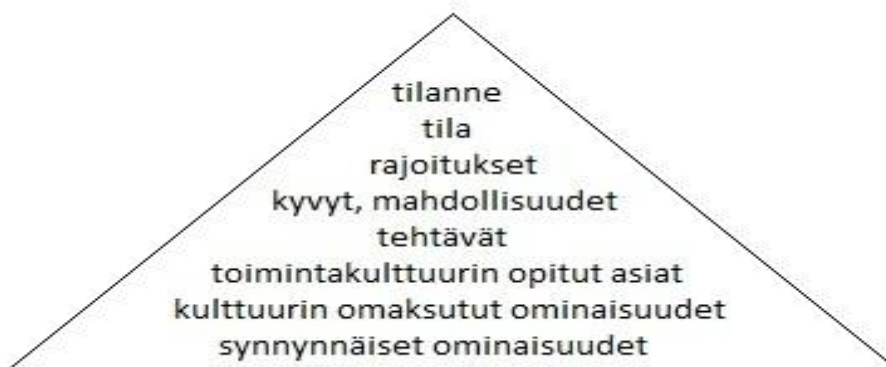 tilanne
tila
rajoitukset
kyvyt, mahdollisuudet
tehtävät
toimintakulttuurin opitut asiat
kulttuurin omaksutut ominaisuudet
synnynnäiset ominaisuudet